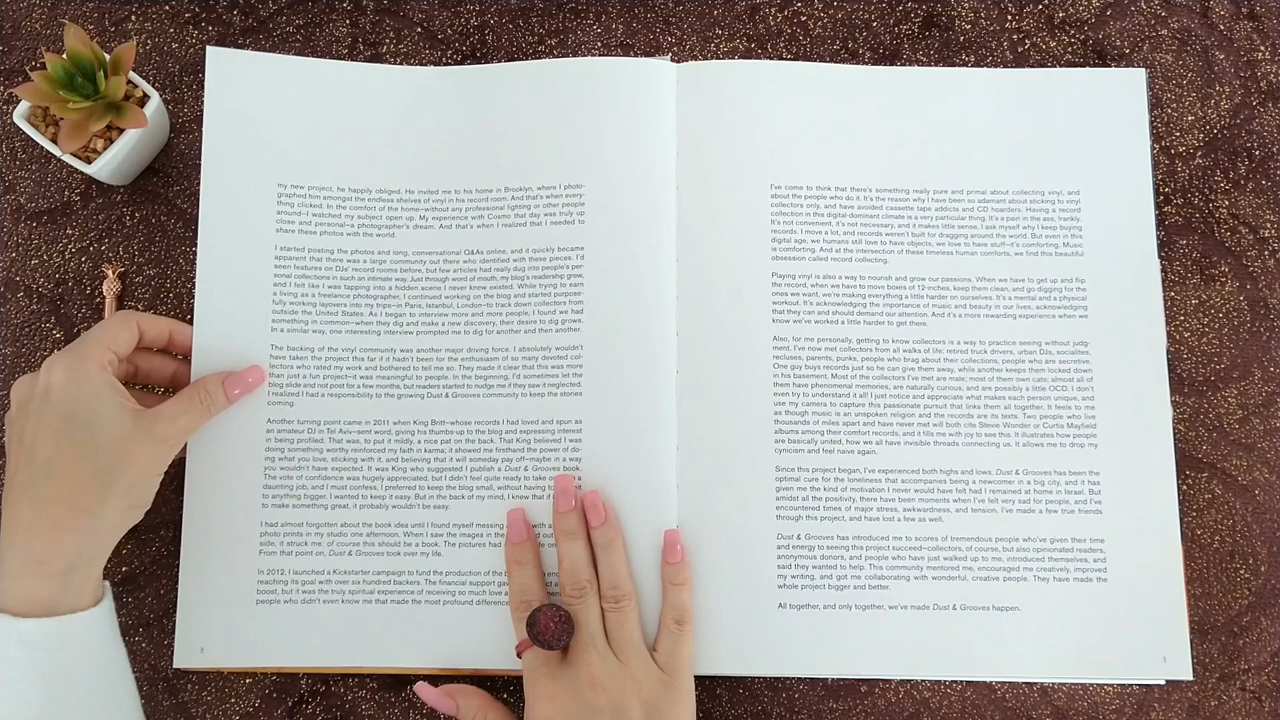 my new project, he happily obliged. He invited me to his home in Brooklyn, where I photo-
graphed him amongst the endless shelves of vinyl in his record room. And that's when every-
thing clicked. In the comfort of the home—without any professional lighting or other people
around—I watched my subject open up. My experience with Cosmo that day was truly up
close and personal—a photographer's dream. And that's when I realized that I needed to
share these photos with the world.
I started posting the photos and long, conversational Q&As online, and it quickly became
apparent that there was a large community out there who identified with these pieces. I'd
seen features on DJs' record rooms before, but few articles had really dug into people's per-
sonal collections in such an intimate way. Just through word of mouth, my blog's readership grew,
and I felt like I was tapping into a hidden scene I never knew existed. While trying to earn
a living as a freelance photographer, I continued working on the blog and started purpose-
fully working layovers into my trips—in Paris, Istanbul, London—to track down collectors from
outside the United States. As I began to interview more and more people, I found we had
something in common—when they dig and make a new discovery, their desire to dig grows.
In a similar way, one interesting interview prompted me to dig for another and then another.
The backing of the vinyl community was another major driving force. I absolutely wouldn't
have taken the project this far if it hadn't been for the enthusiasm of so many devoted col-
lectors who rated my work and bothered to tell me so. They made it clear that this was more
than just a fun project—it was meaningful to people. In the beginning, I'd sometimes let the
blog slide and not post for a few months, but readers started to nudge me if they saw it neglected.
I realized I had a responsibility to the growing Dust & Grooves community to keep the stories
coming.
Another turning point came in 2011 when King Britt—whose records I had loved and spun as
an amateur DJ in Tel Aviv—sent word, giving his thumbs-up to the blog and expressing interest
in being profiled. That was, to put it mildly, a nice pat on the back. That King believed I was
doing something worthy reinforced my faith in karma; it showed me firsthand the power of do-
ing what you love, sticking with it, and believing that it will someday pay off—maybe in a way
you wouldn't have expected. It was King who suggested I publish a Dust & Grooves book.
The vote of confidence was hugely appreciated, but I didn't feel quite ready to take on a
daunting job, and I must confess, I preferred to keep the blog small, without having to
to anything bigger. I wanted to keep it easy. But in the back of my mind, I knew that if I
to make something great, it probably wouldn't be easy.
I had almost forgotten about the book idea until I found myself messing with a
photo prints in my studio one afternoon. When I saw the images in the out
side, it struck me: of course this should be a book. The pictures had life
From that point on, Dust & Grooves took over my life.
In 2012, I launched a Kickstarter campaign to fund the production of the
reaching its goal with over six hundred backers. The financial support a
boost, but it was the truly spiritual experience of receiving so much love
people who didn't even know me that made the most profound difference
I've come to think that there's something really pure and primal about collecting vinyl, and
about the people who do it. It's the reason why I have been so adamant about sticking to vinyl
collectors only, and have avoided cassette tape addicts and CD hoarders. Having a record
collection in this digital-dominant climate is a very particular thing. It's a pain in the ass, frankly.
It's not convenient, it's not necessary, and it makes little sense. I ask myself why I keep buying
records. I move a lot, and records weren't built for dragging around the world. But even in this
digital age, we humans still love to have objects, we love to have stuff—it's comforting. Music
is comforting. And at the intersection of these timeless human comforts, we find this beautiful
obsession called record collecting.
Playing vinyl is also a way to nourish and grow our passions. When we have to get up and flip
the record, when we have to move boxes of 12-inches, keep them clean, and go digging for the
ones we want, we're making everything a little harder on ourselves. It's a mental and a physical
workout. It's acknowledging the importance of music and beauty in our lives, acknowledging
that they can and should demand our attention. And it's a more rewarding experience when we
know we've worked a little harder to get there.
Also, for me personally, getting to know collectors is a way to practice seeing without judg-
ment. I've now met collectors from all walks of life: retired truck drivers, urban DJs, socialites,
recluses, parents, punks, people who brag about their collections, people who are secretive.
One guy buys records just so he can give them away, while another keeps them locked down
in his basement. Most of the collectors I've met are male; most of them own cats; almost all of
them have phenomenal memories, are naturally curious, and are possibly a little OCD. I don't
even try to understand it all! I just notice and appreciate what makes each person unique, and
use my camera to capture this passionate pursuit that links them all together. It feels to me
as though music is an unspoken religion and the records are its texts. Two people who live
thousands of miles apart and have never met will both cite Stevie Wonder or Curtis Mayfield
albums among their comfort records, and it fills me with joy to see this. It illustrates how people
are basically united, how we all have invisible threads connecting us. It allows me to drop my
cynicism and feel naive again.
Since this project began, I've experienced both highs and lows. Dust & Grooves has been the
optimal cure for the loneliness that accompanies being a newcomer in a big city, and it has
given me the kind of motivation I never would have felt had I remained at home in Israel. But
amidst all the positivity, there have been moments when I've felt very sad for people, and I've
encountered times of major stress, awkwardness, and tension. I've made a few true friends
through this project, and have lost a few as well.
Dust & Grooves has introduced me to scores of tremendous people who've given their time
and energy to seeing this project succeed—collectors, of course, but also opinionated readers,
anonymous donors, and people who have just walked up to me, introduced themselves, and
said they wanted to help. This community mentored me, encouraged me creatively, improved
my writing, and got me collaborating with wonderful, creative people. They have made the
whole project bigger and better.
All together, and only together, we've made Dust & Grooves happen.